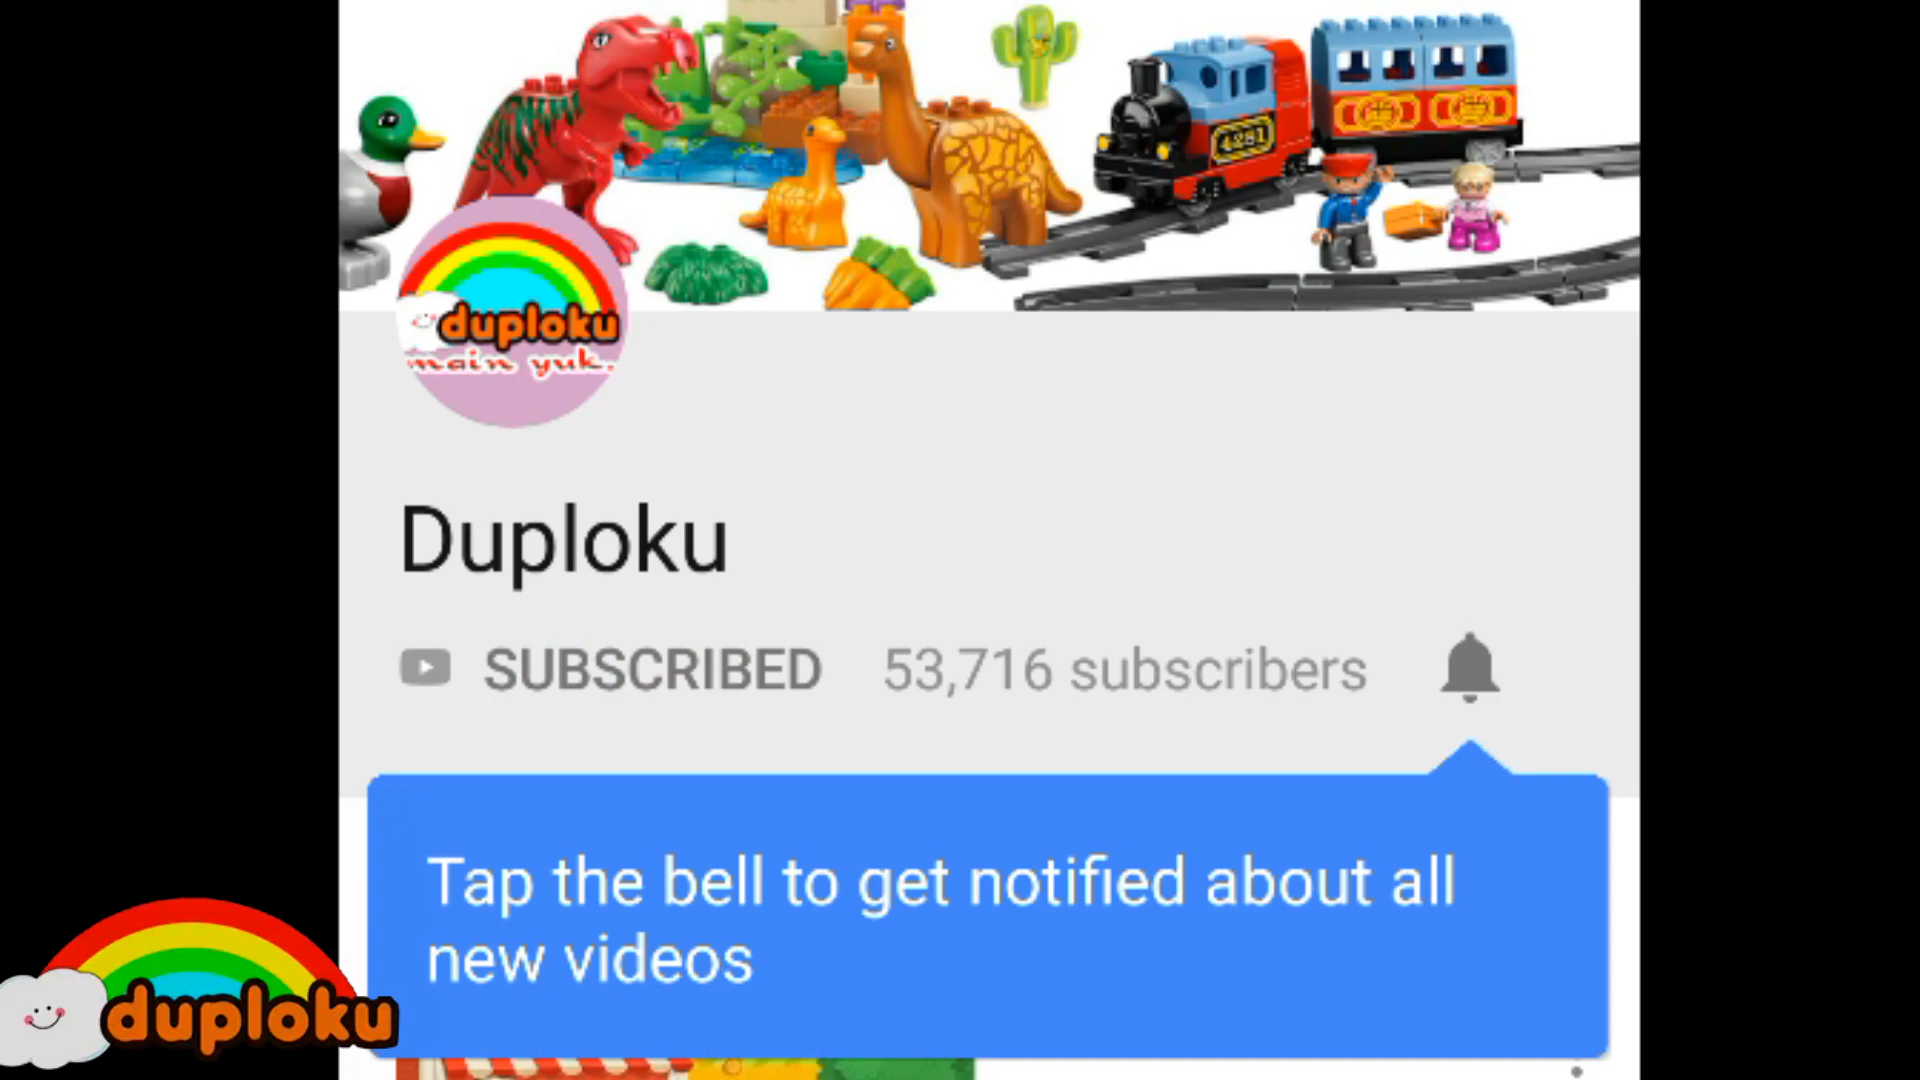 4281
duploku
main yuk.
Duploku
SUBSCRIBED 53,716 subscribers
Tap the bell to get notified about all
new videos
duploku